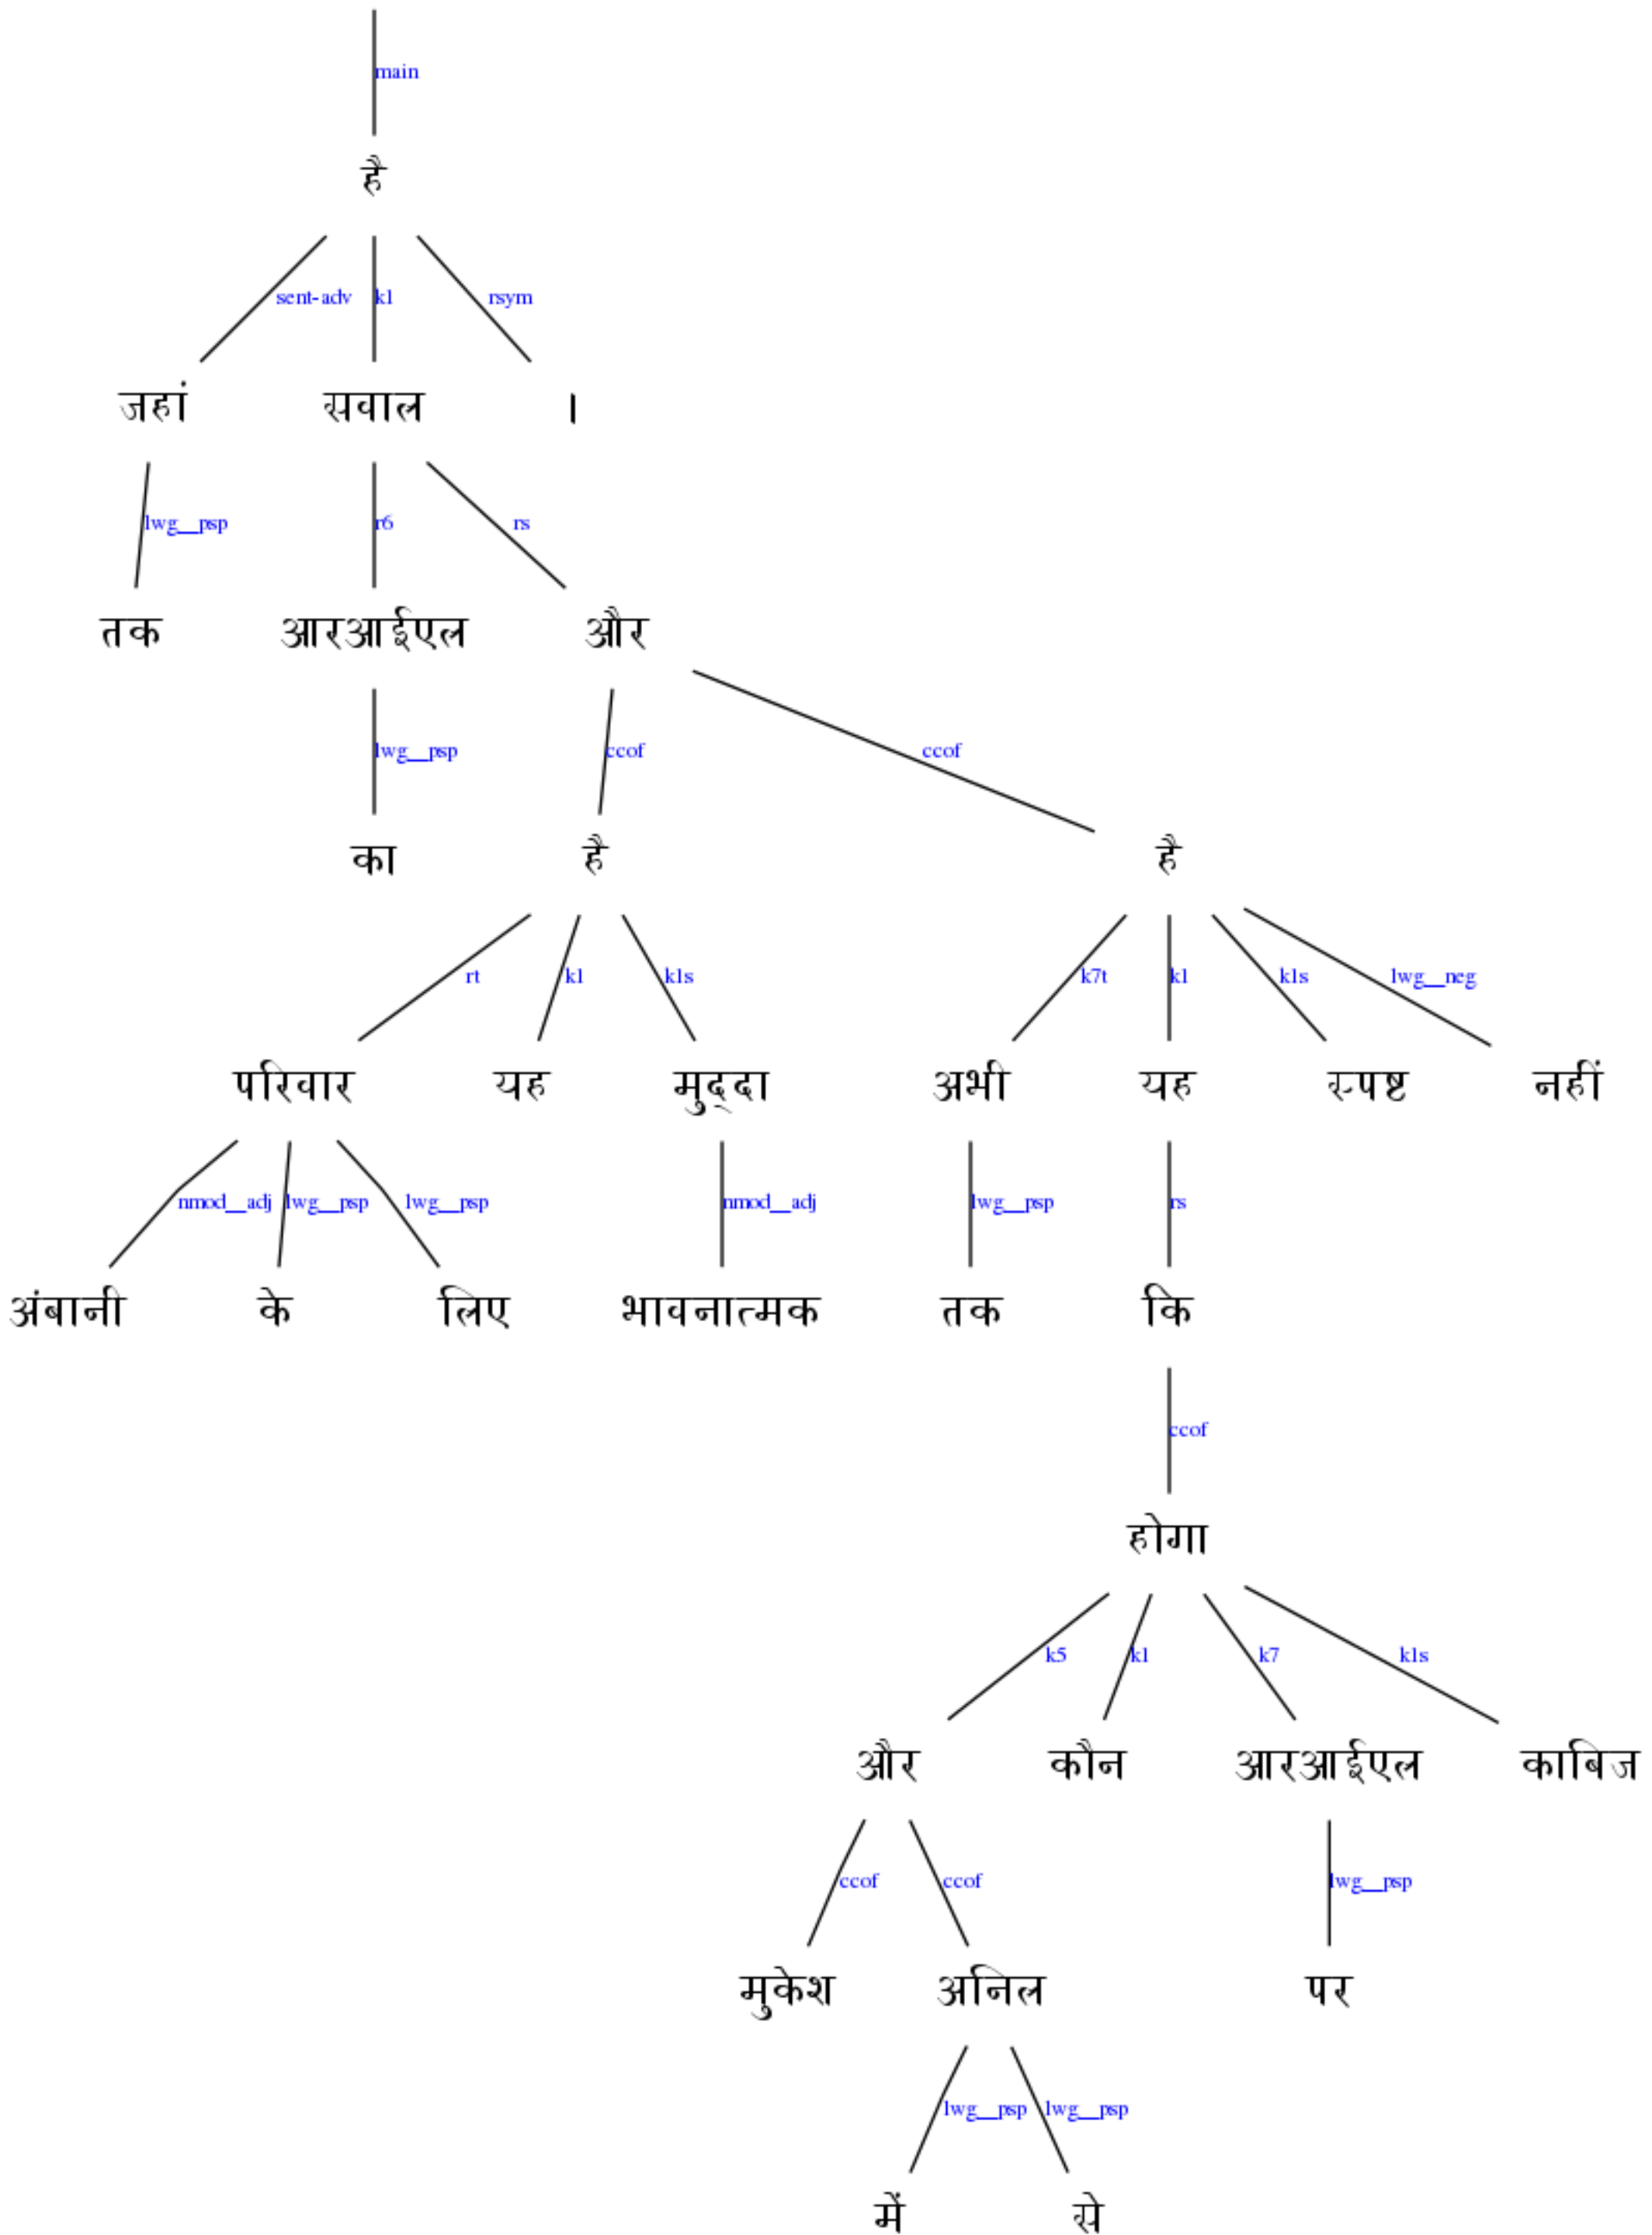 main
है
sent-adv k1 rsym
जहां सवाल ।
lwg__psp r6 rs
तक आरआईएल और
lwg__psp ccof ccof
का है है
rt k1 k1s k7t k1 k1s lwg__neg
परिवार यह मुद्दा अभी यह स्पष्ट नहीं
nmod__adj lwg__psp lwg__psp nmod__adj lwg__psp rs
अंबानी के लिए भावनात्मक तक कि
ccof
होगा
k5 k1 k7 k1s
और कौन आरआईएल काबिज
ccof ccof lwg__psp
मुकेश अनिल पर
lwg__psp lwg__psp
में से